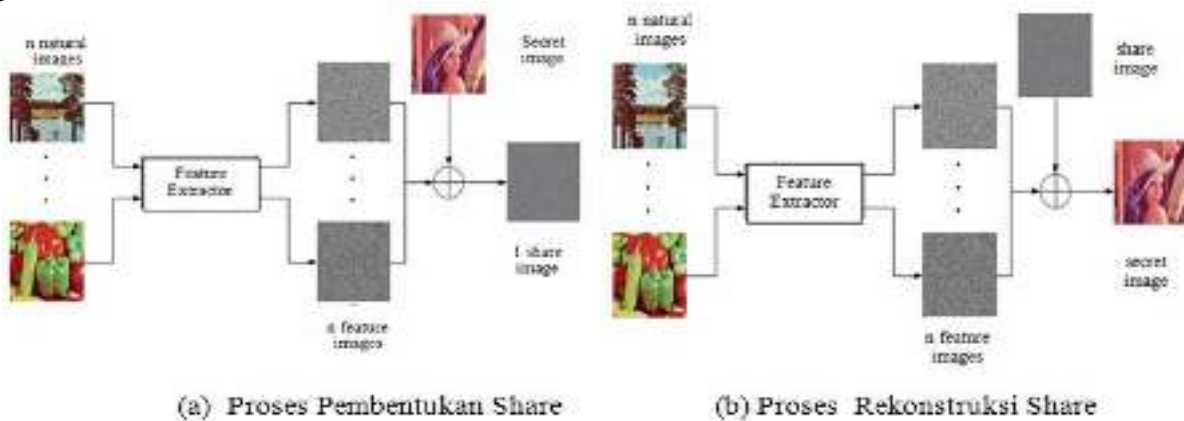 n natural
images
Secret
image
Feature
Extractor
1 share
image
n feature
images
(a) Proses Pembentukan Share
n natural
images
share
image
Feature
Extractor
secret
image
n feature
images
(b) Proses Rekonstruksi Share